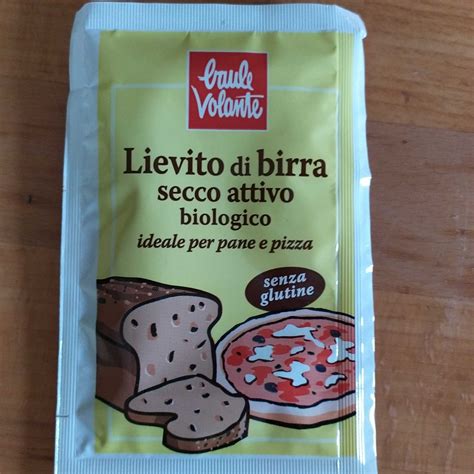 baule
volante
Lievito di birra
secco attivo
biologico
ideale per pane e pizza
senza
glutine